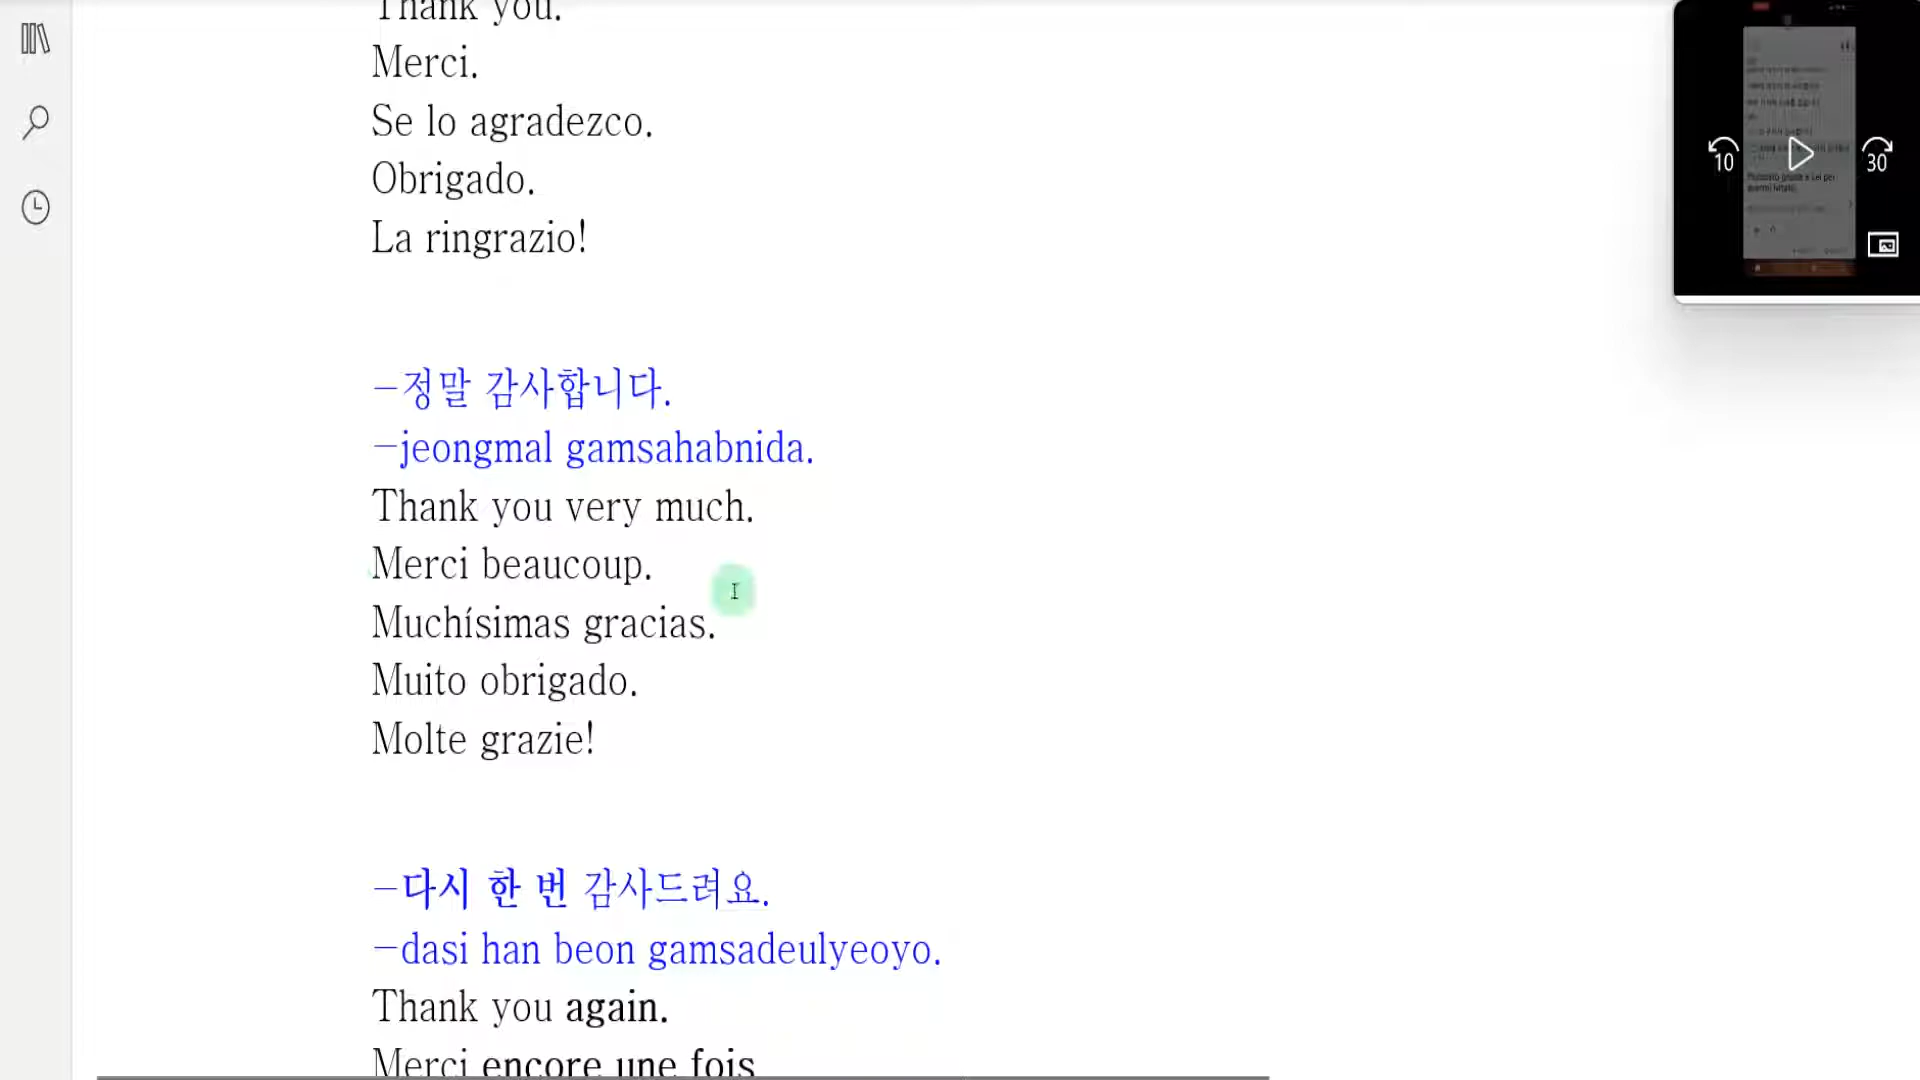 Thank you.
Merci.
Se lo agradezco.
Obrigado.
La ringrazio!
-정말 감사합니다.
-jeongmal gamsahabnida.
Thank you very much.
Merci beaucoup.
Muchísimas gracias.
Muito obrigado.
Molte grazie!
-다시 한 번 감사드려요.
-dasi han beon gamsadeulyeoyo.
Thank you again.
Merci encore une fois
10
30